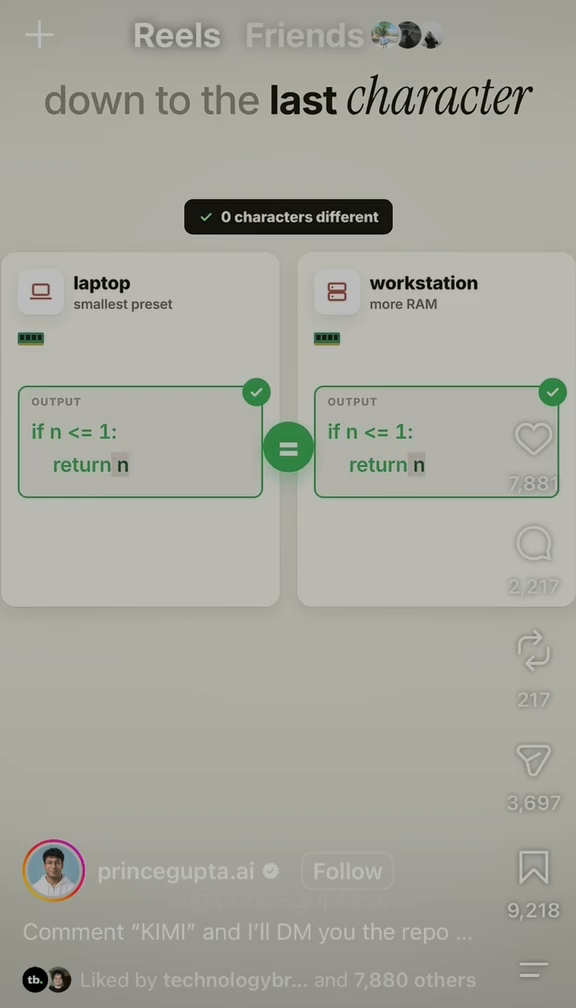 Reels Friends
down to the last character
0 characters different
laptop
smallest preset
workstation
more RAM
OUTPUT
if n <= 1:
return n
=
OUTPUT
if n <= 1:
return n
7,881
2,217
217
3,697
9,218
princegupta.ai
Follow
@princegupta.ai
Comment “KIMI” and I’ll DM you the repo ...
tb.
Liked by technologybr... and 7,880 others